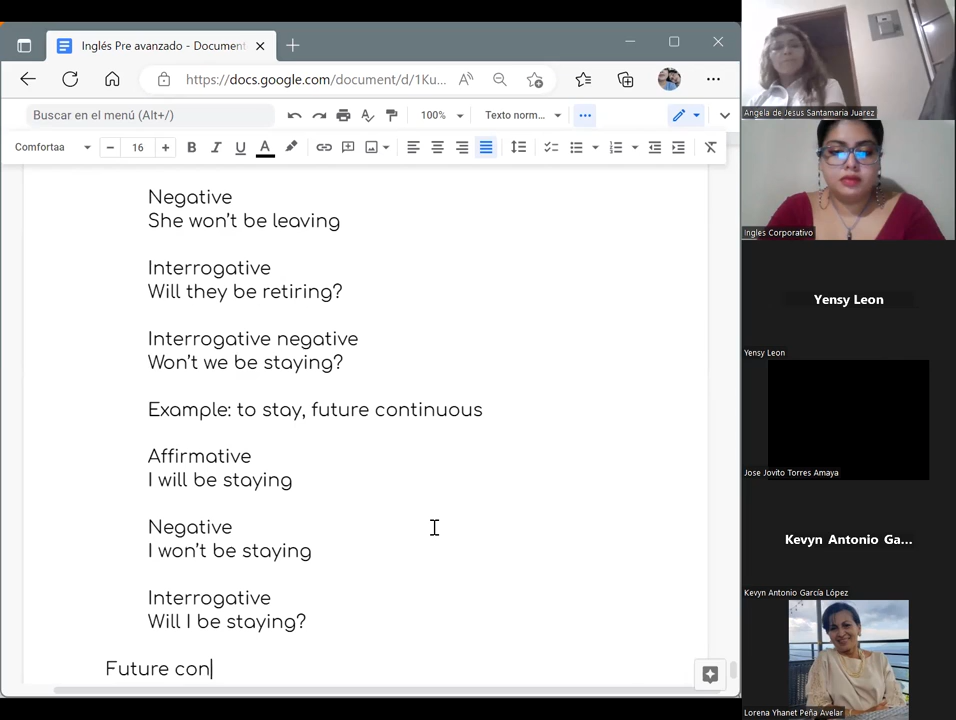 Inglés Pre avanzado - Document
https://docs.google.com/document/d/1Ku...
Buscar en el menú (Alt+/)
100%
Texto norm...
Comfortaa
16
Negative
She won't be leaving
Interrogative
Will they be retiring?
Interrogative negative
Won't we be staying?
Example: to stay, future continuous
Affirmative
I will be staying
Negative
I won't be staying
Interrogative
Will I be staying?
Future con
Angela de Jesus Santamaria Juarez
Ingles Corporativo
Yensy Leon
Yensy Leon
Jose Jovito Torres Amaya
Kevyn Antonio Ga...
Kevyn Antonio García López
Lorena Yhanet Peña Avelar